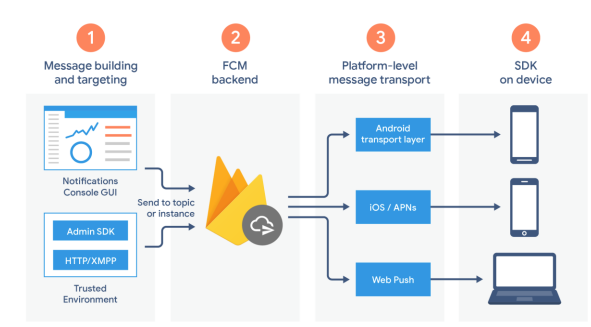 1
Message building
and targeting
2
FCM
backend
3
Platform-level
message transport
4
SDK
on device
Notifications
Console GUI
Send to topic
or instance
Admin SDK
HTTP/XMPP
Trusted
Environment
Android
transport layer
iOS / APNs
Web Push